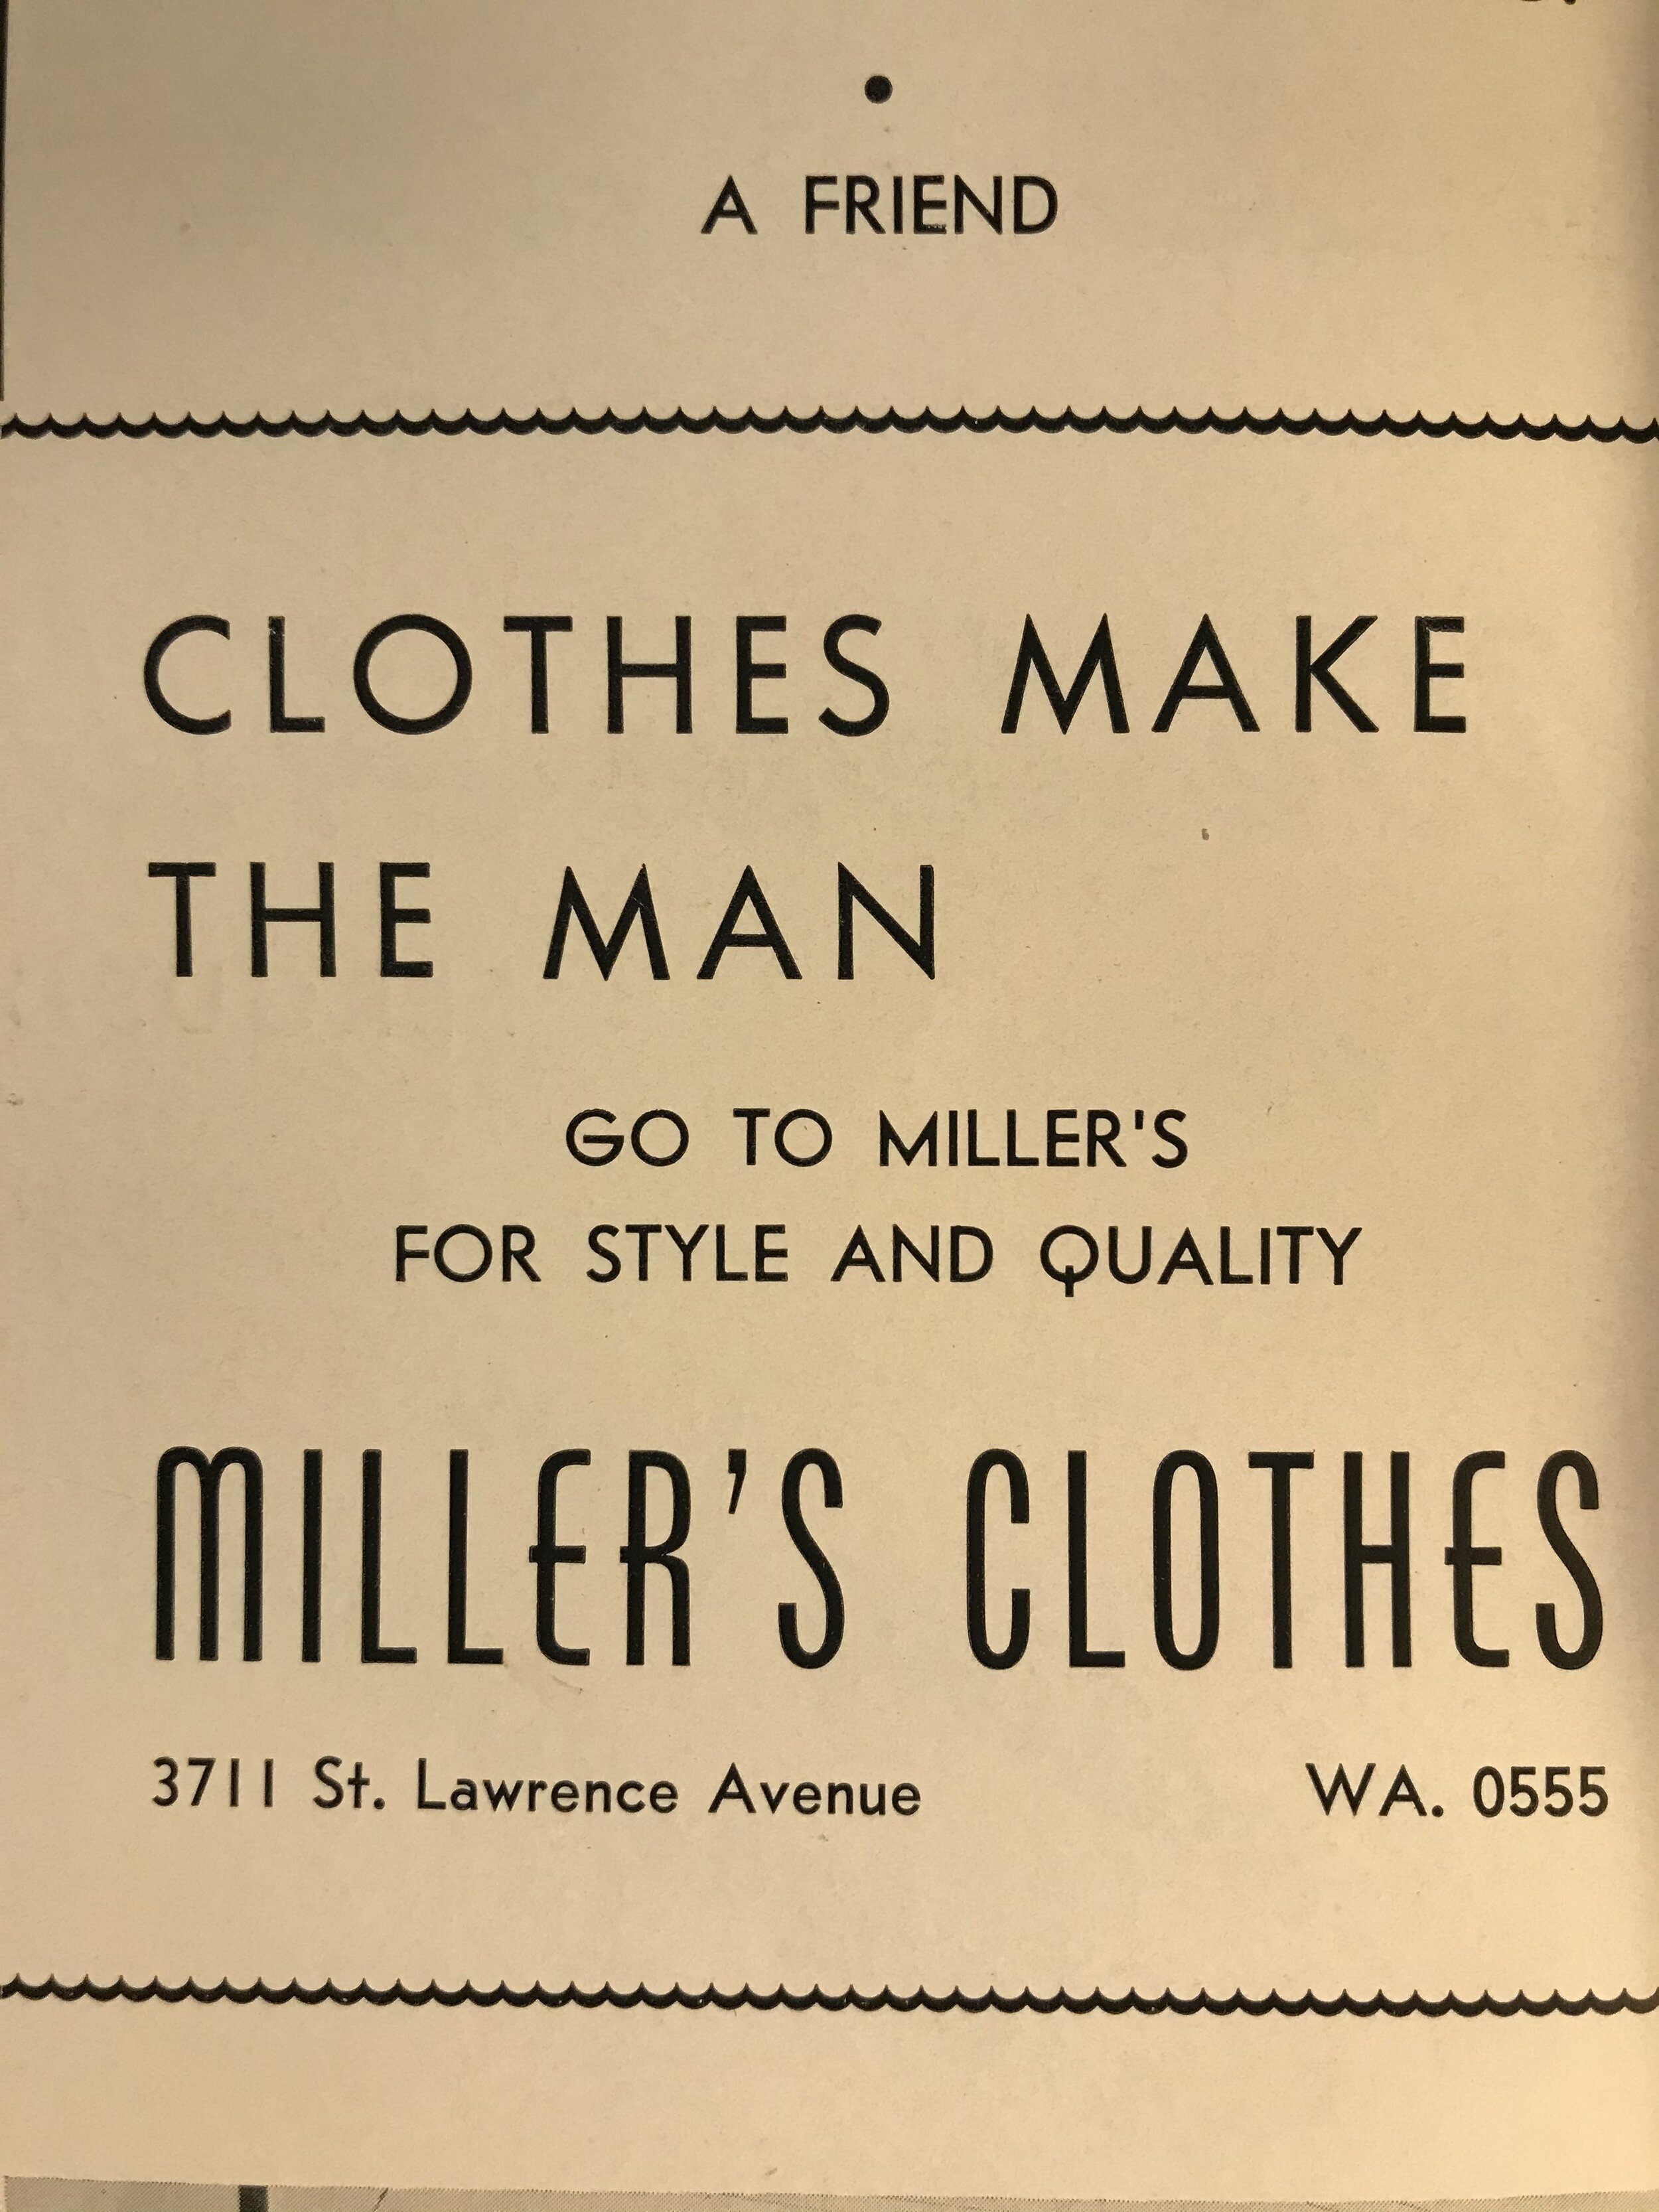 A FRIEND
CLOTHES MAKE
THE MAN
GO TO MILLER'S
FOR STYLE AND QUALITY
MILLER'S CLOTHES
3711 St. Lawrence Avenue WA. 0555